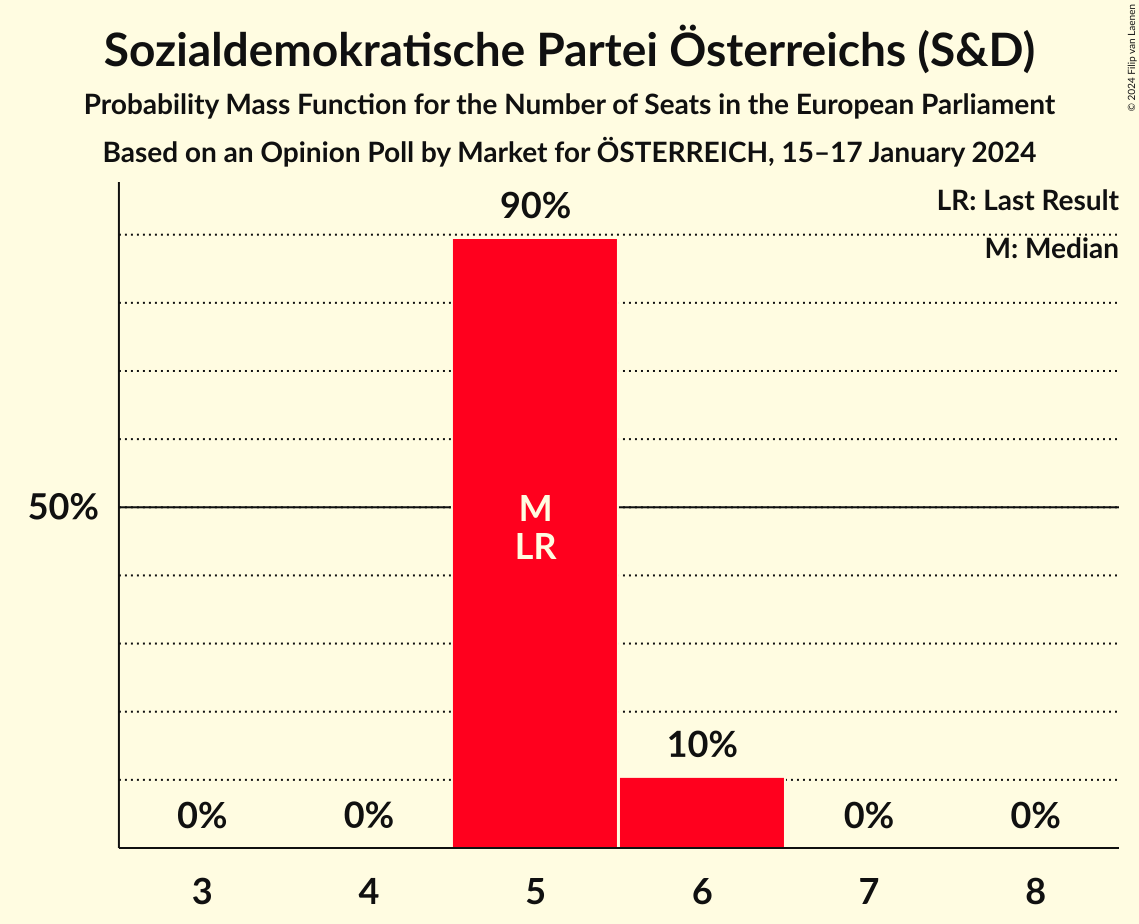 Sozialdemokratische Partei Österreichs (S&D)
Probability Mass Function for the Number of Seats in the European Parliament
Based on an Opinion Poll by Market for ÖSTERREICH, 15–17 January 2024
© 2024 Filip van Laenen
LR: Last Result
M: Median
90%
50%
M
LR
10%
0%
0%
0%
0%
3
4
5
6
7
8